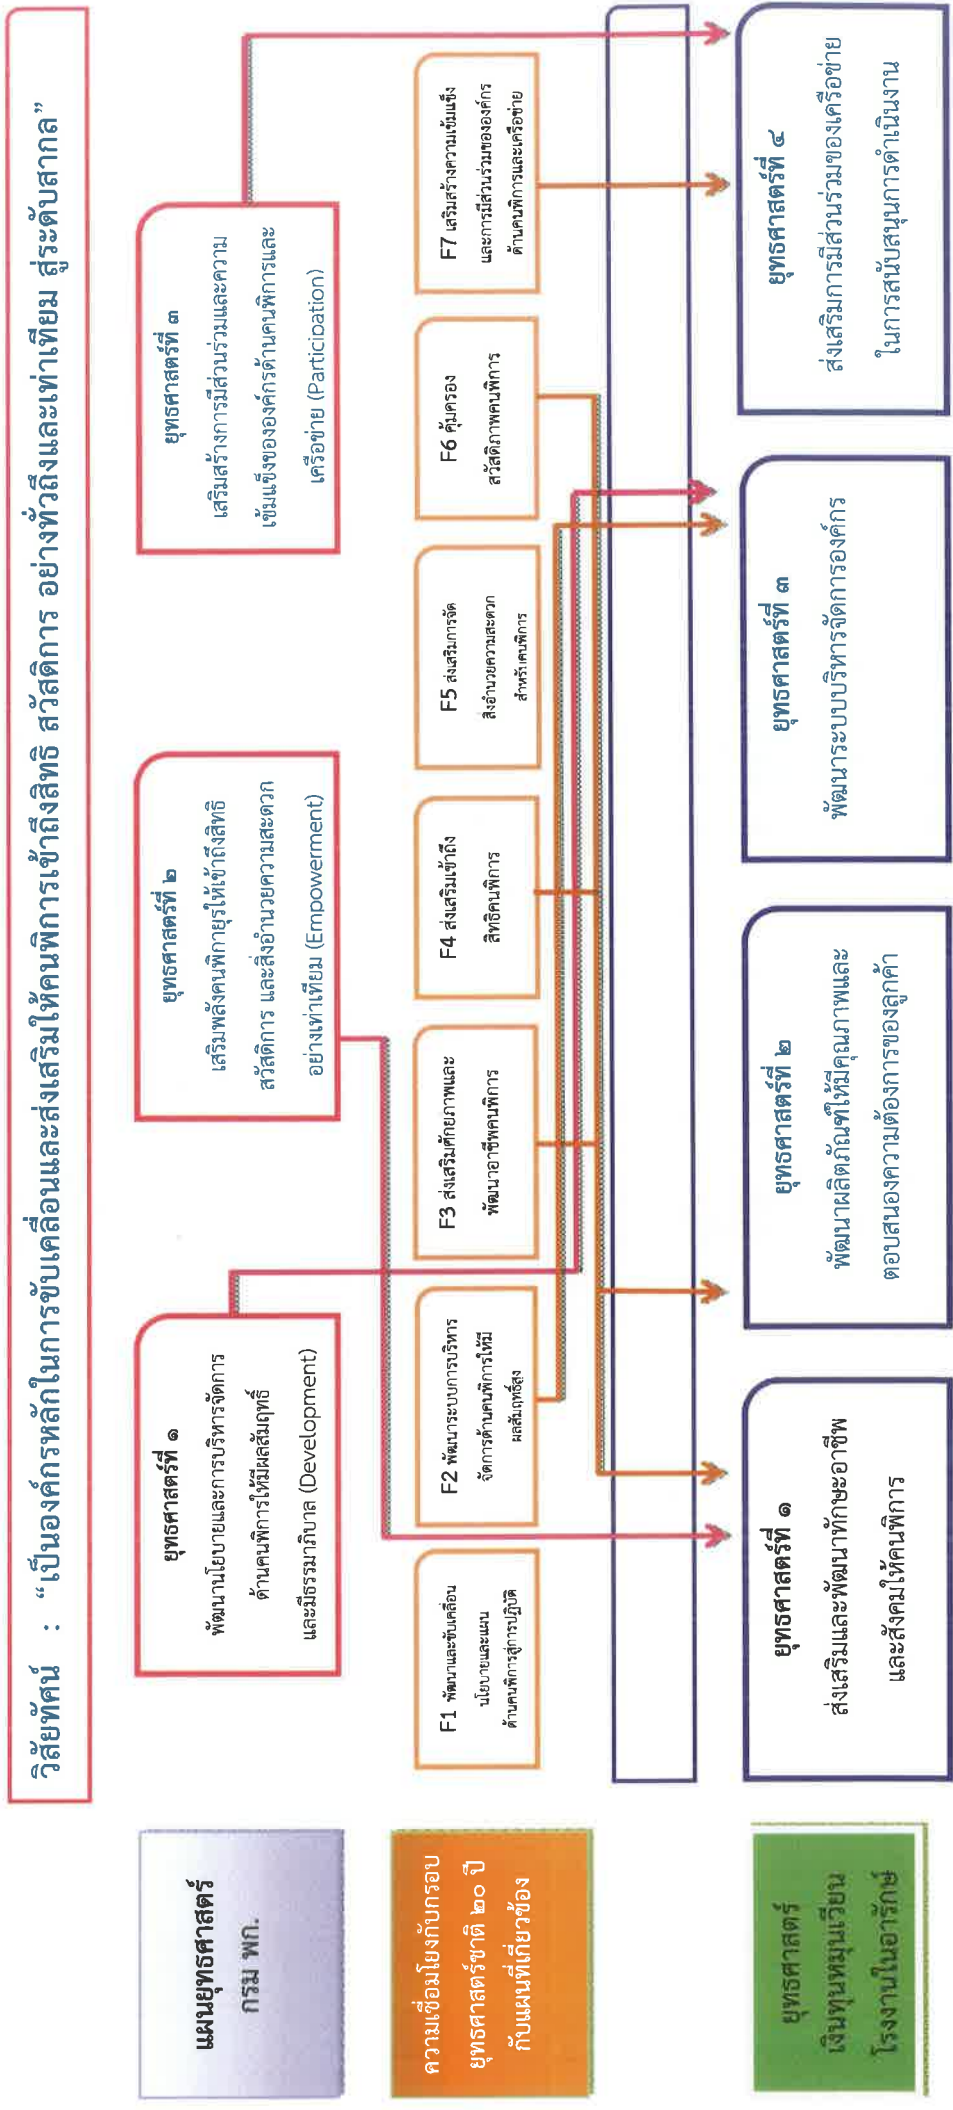 วิสัยทัศน์ : “เป็นองค์กรหลักในการขับเคลื่อนและส่งเสริมให้คนพิการเข้าถึงสิทธิ สวัสดิการ อย่างทั่วถึงและเท่าเทียม สู่ระดับสากล”
แผนยุทธศาสตร์
กรม พก.
ยุทธศาสตร์ที่ ๑
พัฒนานโยบายและการบริหารจัดการ
ด้านคนพิการให้มีผลสัมฤทธิ์
และมีธรรมาภิบาล (Development)
ยุทธศาสตร์ที่ ๒
เสริมพลังคนพิกายุรให้เข้าถึงสิทธิ
สวัสดิการ และสิ่งอำนวยความสะดวก
อย่างเท่าเทียม (Empowerment)
ยุทธศาสตร์ที่ ๓
เสริมสร้างการมีส่วนร่วมและความ
เข้มแข็งขององค์กรด้านคนพิการและ
เครือข่าย (Participation)
ความเชื่อมโยงกับกรอบ
ยุทธศาสตร์ชาติ ๒๐ ปี
กับแผนที่เกี่ยวข้อง
F1 พัฒนาและขับเคลื่อน
นโยบายและแผน
ด้านคนพิการสู่การปฏิบัติ
F2 พัฒนาระบบการบริหาร
จัดการด้านคนพิการให้มี
ผลสัมฤทธิ์สูง
F3 ส่งเสริมศักยภาพและ
พัฒนาอาชีพคนพิการ
F4 ส่งเสริมเข้าถึง
สิทธิคนพิการ
F5 ส่งเสริมการจัด
สิ่งอำนวยความสะดวก
สำหรับคนพิการ
F6 คุ้มครอง
สวัสดิภาพคนพิการ
F7 เสริมสร้างความเข้มแข็ง
และการมีส่วนร่วมขององค์กร
ด้านคนพิการและเครือข่าย
ยุทธศาสตร์
เงินทุนหมุนเวียน
โรงงานในอารักษ์
ยุทธศาสตร์ที่ ๑
ส่งเสริมและพัฒนาทักษะอาชีพ
และสังคมให้คนพิการ
ยุทธศาสตร์ที่ ๒
พัฒนาผลิตภัณฑ์ให้มีคุณภาพและ
ตอบสนองความต้องการของลูกค้า
ยุทธศาสตร์ที่ ๓
พัฒนาระบบบริหารจัดการองค์กร
ยุทธศาสตร์ที่ ๔
ส่งเสริมการมีส่วนร่วมของเครือข่าย
ในการสนับสนุนการดำเนินงาน